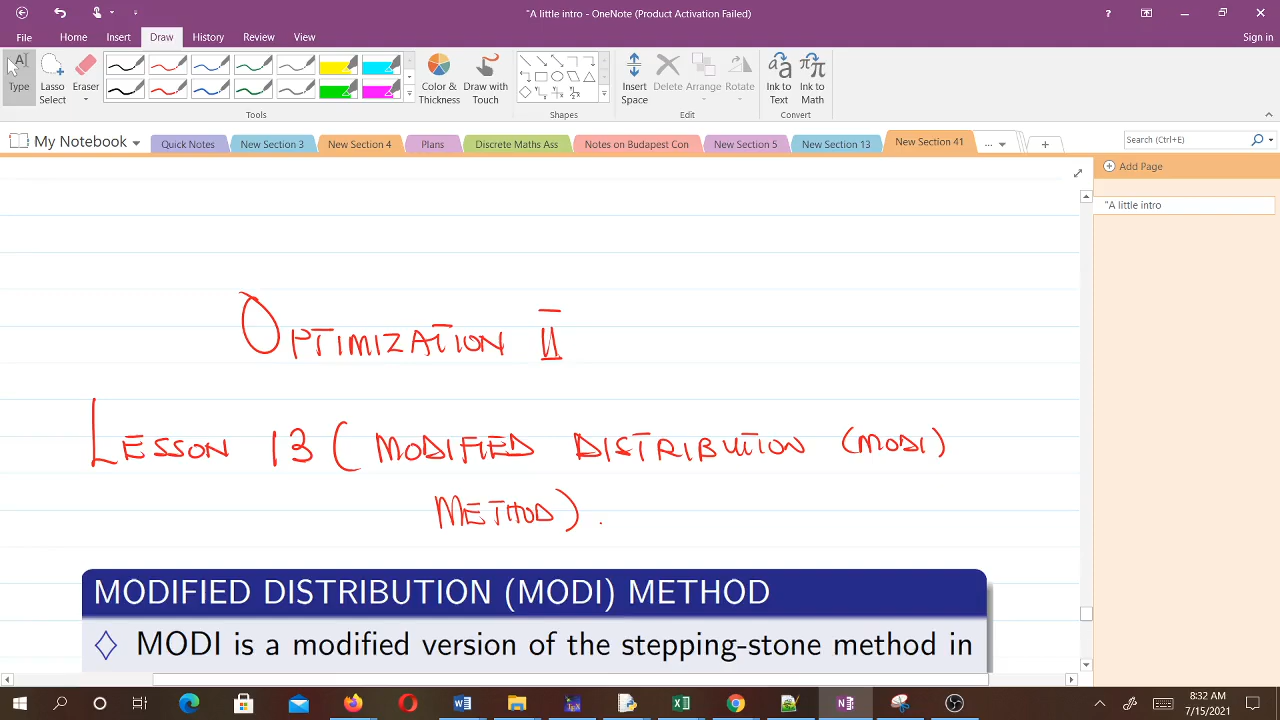 "A little intro - OneNote (Product Activation Failed)
Sign in
File Home Insert Draw History Review View
Type
Lasso Select
Eraser
Color & Thickness
Draw with Touch
Insert Space
Delete
Arrange
Rotate
Ink to Text
Ink to Math
Tools Shapes Edit Convert
My Notebook Quick Notes New Section 3 New Section 4 Plans Discrete Maths Ass Notes on Budapest Con New Section 5 New Section 13 New Section 41 ... Search (Ctrl+E)
Add Page
"A little intro
OPTIMIZATION II
LESSON 13 (MODIFIED DISTRIBUTION (MODI)
METHOD).
MODIFIED DISTRIBUTION (MODI) METHOD
MODI is a modified version of the stepping-stone method in
8:32 AM
7/15/2021